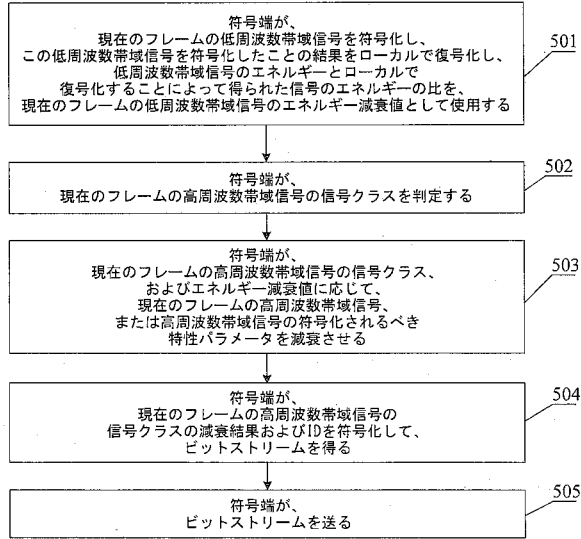 符号端が、
現在のフレームの低周波数帯域信号を符号化し、
この低周波数帯域信号を符号化したことの結果をローカルで復号化し、
低周波数帯域信号のエネルギーとローカルで
復号化することによって得られた信号のエネルギーの比を、
現在のフレームの低周波数帯域信号のエネルギー減衰値として使用する
501
符号端が、
現在のフレームの高周波数帯域信号の信号クラスを判定する
502
符号端が、
現在のフレームの高周波数帯域信号の信号クラス、
およびエネルギー減衰値に応じて、
現在のフレームの高周波数帯域信号、
または高周波数帯域信号の符号化されるべき
特性パラメータを減衰させる
503
符号端が、
現在のフレームの高周波数帯域信号の
信号クラスの減衰結果およびIDを符号化して、
ビットストリームを得る
504
符号端が、
ビットストリームを送る
505